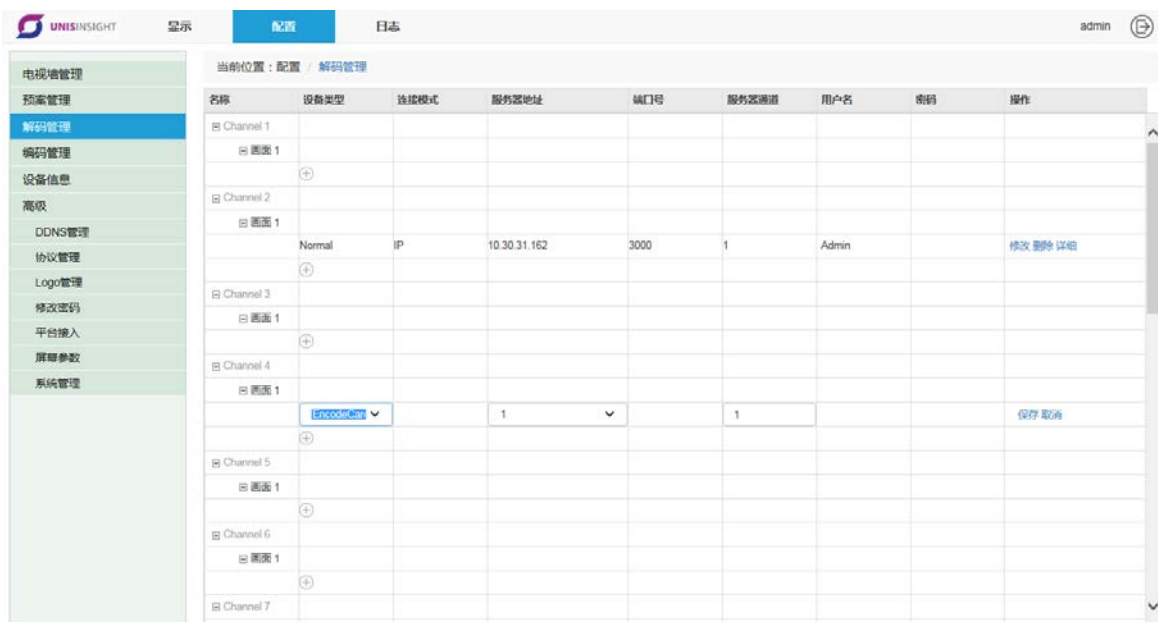 UNISINSIGHT 显示 配置 日志 admin
当前位置：配置 / 解码管理
电视墙管理
预案管理
解码管理
编码管理
设备信息
高级
DDNS管理
协议管理
Logo管理
修改密码
平台接入
屏幕参数
系统管理
名称 设备类型 连接模式 服务器地址 端口号 服务器通道 用户名 密码 操作
Channel 1
画面 1
Channel 2
画面 1
Normal IP 10.30.31.162 3000 1 Admin 修改 删除 详细
Channel 3
画面 1
Channel 4
画面 1
EncodeCar 1 1 保存 取消
Channel 5
画面 1
Channel 6
画面 1
Channel 7